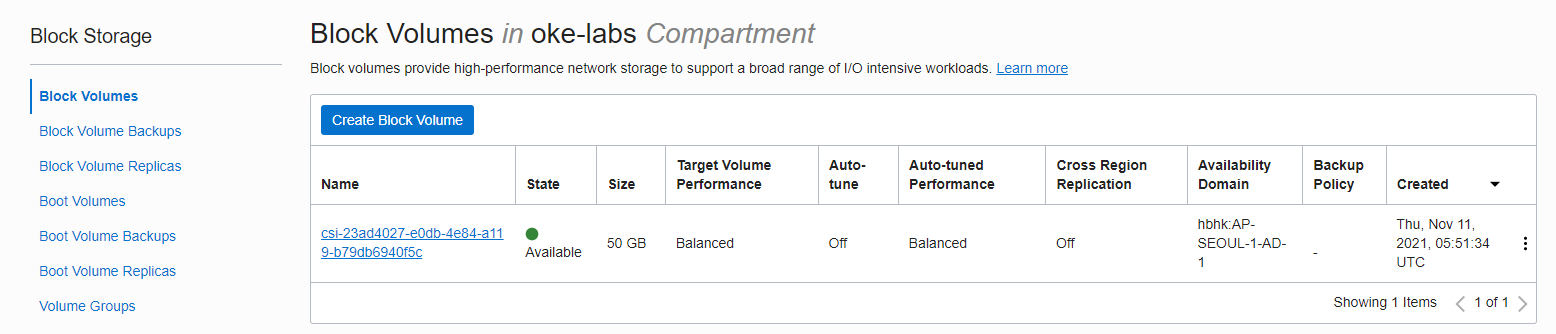 Block Storage
Block Volumes
Block Volume Backups
Block Volume Replicas
Boot Volumes
Boot Volume Backups
Boot Volume Replicas
Volume Groups
Block Volumes in oke-labs Compartment
Block volumes provide high-performance network storage to support a broad range of I/O intensive workloads. Learn more
Create Block Volume
Name
State
Size
Target Volume
Performance
Auto-
tune
Auto-tuned
Performance
Cross Region
Replication
Availability
Domain
Backup
Policy
Created
csi-23ad4027-e0db-4e84-a11
9-b79db6940f5c
Available
50 GB
Balanced
Off
Balanced
Off
hbhk:AP-
SEOUL-1-AD-
1
-
Thu, Nov 11,
2021, 05:51:34
UTC
Showing 1 Items
1 of 1